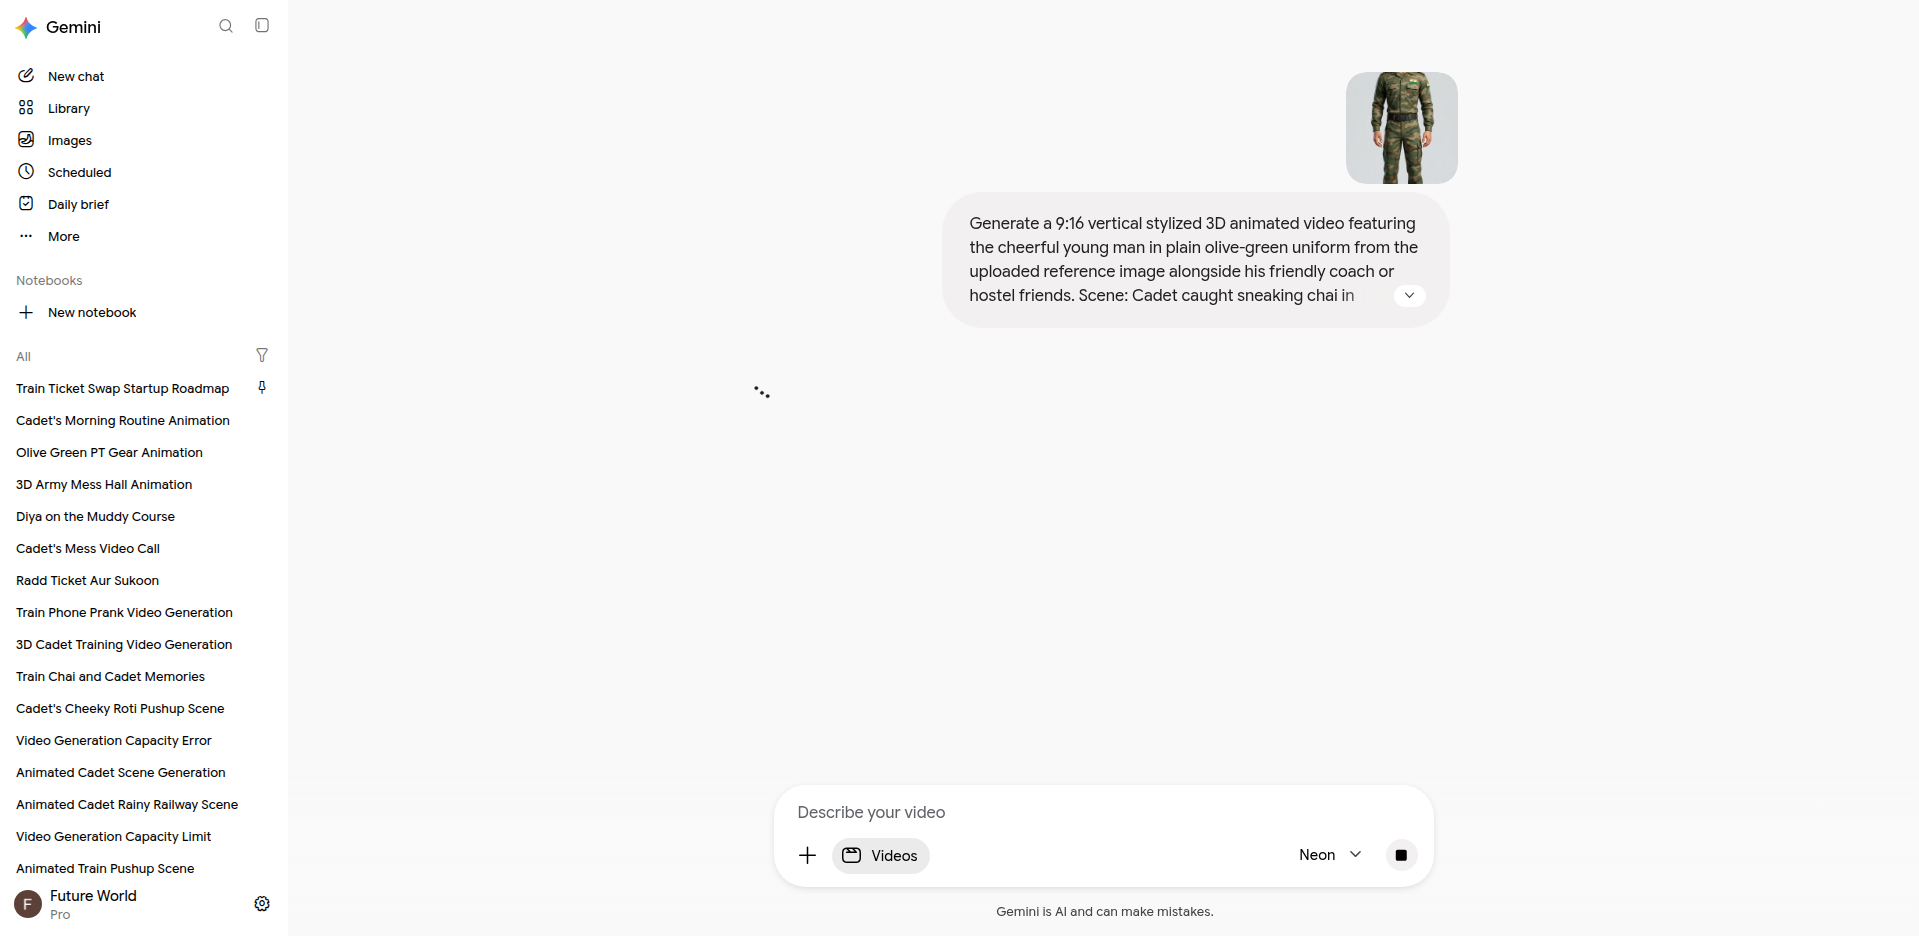 Gemini
New chat
Library
Images
Scheduled
Daily brief
More
Notebooks
New notebook
All
Train Ticket Swap Startup Roadmap
Cadet's Morning Routine Animation
Olive Green PT Gear Animation
3D Army Mess Hall Animation
Diya on the Muddy Course
Cadet's Mess Video Call
Radd Ticket Aur Sukoon
Train Phone Prank Video Generation
3D Cadet Training Video Generation
Train Chai and Cadet Memories
Cadet's Cheeky Roti Pushup Scene
Video Generation Capacity Error
Animated Cadet Scene Generation
Animated Cadet Rainy Railway Scene
Video Generation Capacity Limit
Animated Train Pushup Scene
F
Future World
Pro
Generate a 9:16 vertical stylized 3D animated video featuring
the cheerful young man in plain olive-green uniform from the
uploaded reference image alongside his friendly coach or
hostel friends. Scene: Cadet caught sneaking chai in
Describe your video
Videos
Neon
Gemini is AI and can make mistakes.